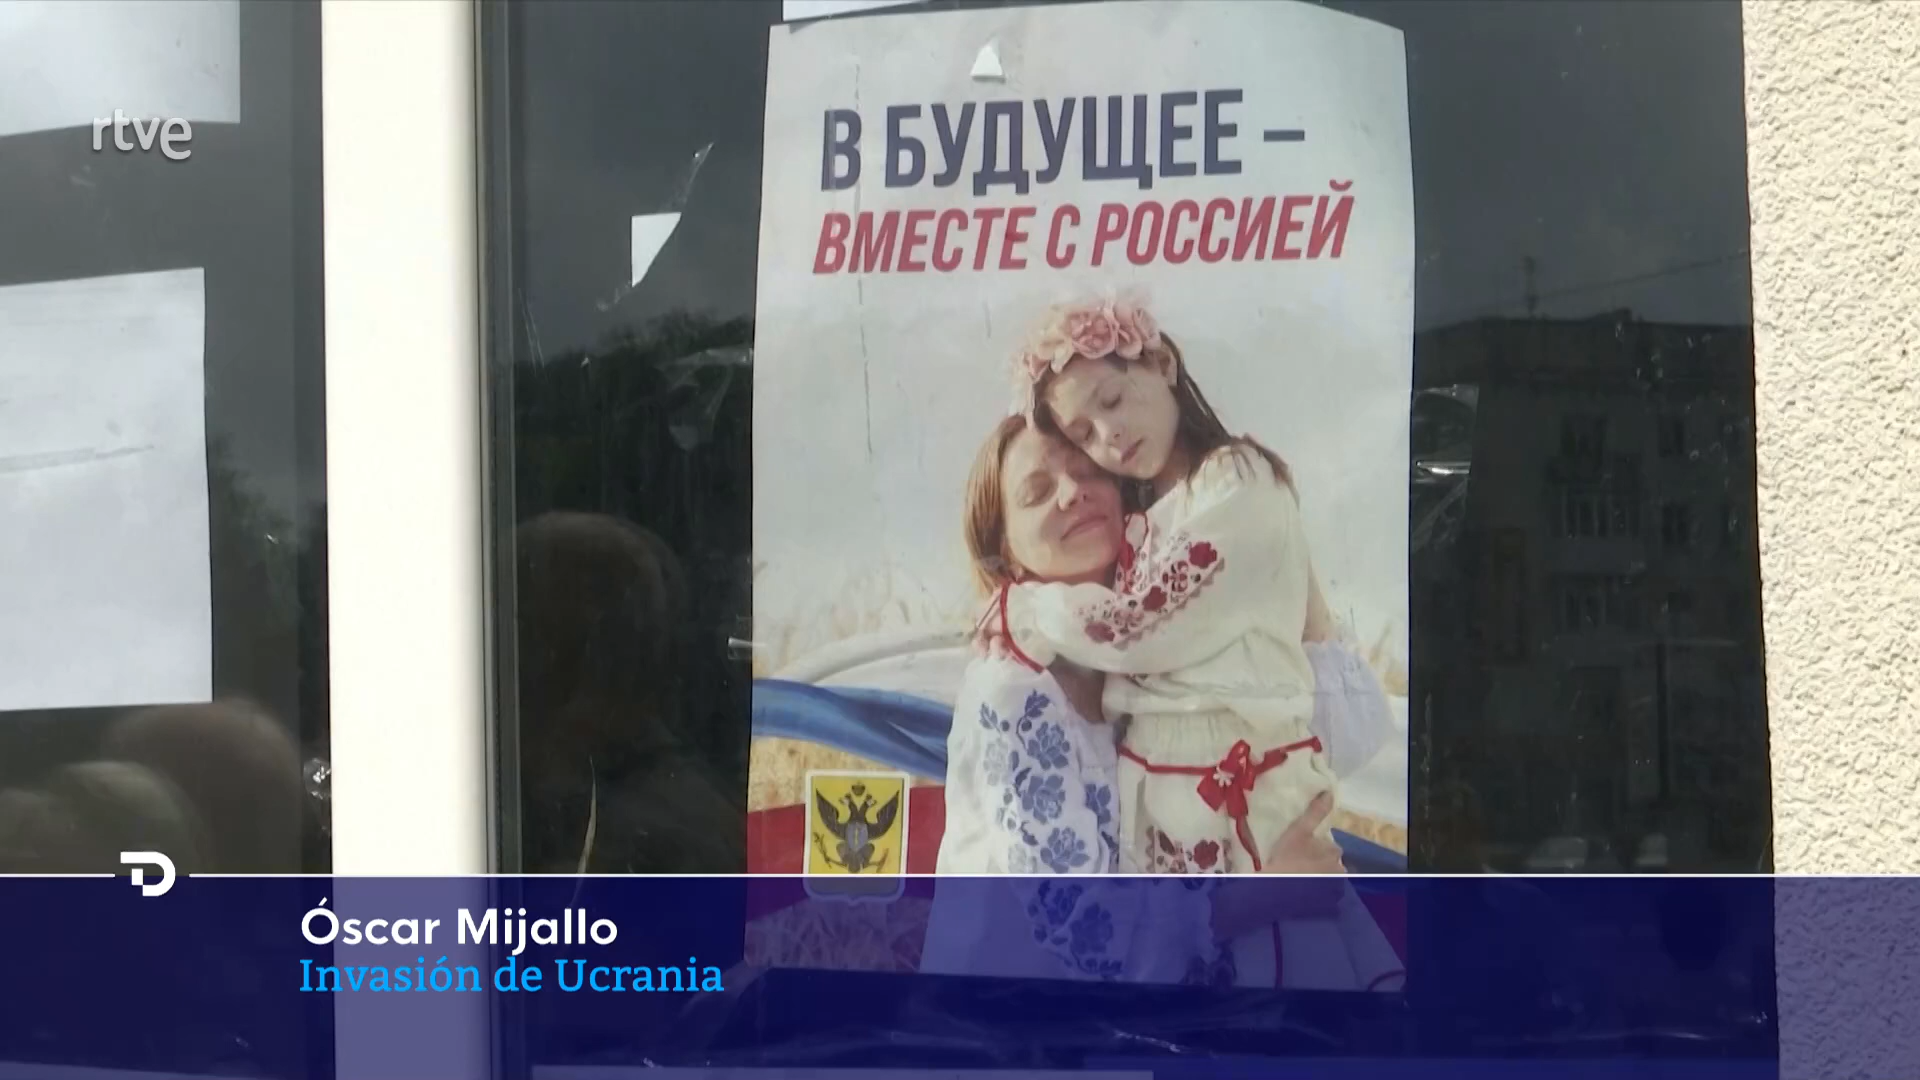 rtve
В БУДУЩЕЕ –
ВМЕСТЕ С РОССИЕЙ
Óscar Mijallo
Invasión de Ucrania